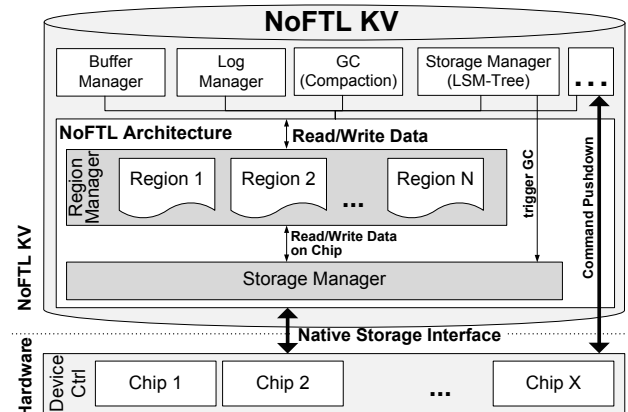 NoFTL KV
Buffer
Manager
Log
Manager
GC
(Compaction)
Storage Manager
(LSM-Tree)
...
NoFTL Architecture
Read/Write Data
Region
Manager
Region 1
Region 2
...
Region N
trigger GC
Command Pushdown
Read/Write Data
on Chip
Storage Manager
NoFTL KV
Native Storage Interface
Hardware
Device
Ctrl
Chip 1
Chip 2
...
Chip X